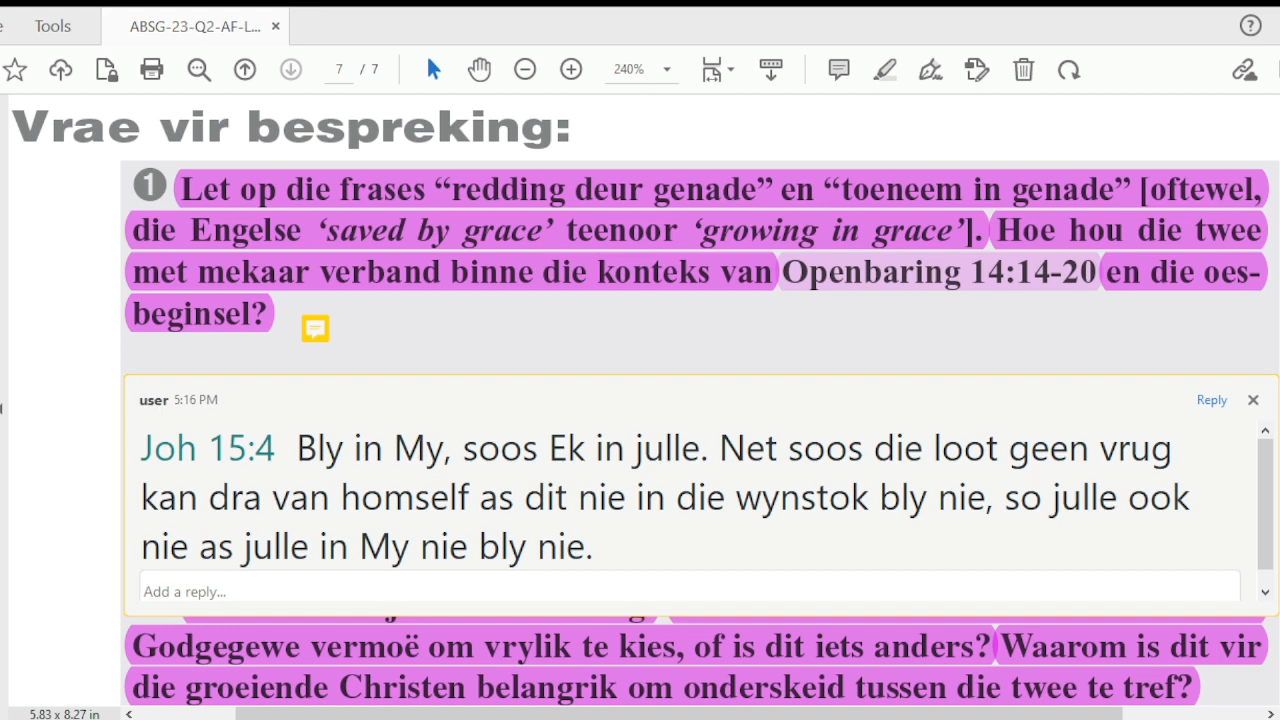 Tools
ABSG-23-Q2-AF-L... ×
7 / 7
240%
Vrae vir bespreking:
1 Let op die frases “redding deur genade” en “toeneem in genade” [oftewel,
die Engelse ‘saved by grace’ teenoor ‘growing in grace’]. Hoe hou die twee
met mekaar verband binne die konteks van Openbaring 14:14-20 en die oes-
beginsel?
user 5:16 PM
Reply
Joh 15:4 Bly in My, soos Ek in julle. Net soos die loot geen vrug
kan dra van homself as dit nie in die wynstok bly nie, so julle ook
nie as julle in My nie bly nie.
Add a reply...
Godgegewe vermoë om vrylik te kies, of is dit iets anders? Waarom is dit vir
die groeiende Christen belangrik om onderskeid tussen die twee te tref?
5.83 x 8.27 in